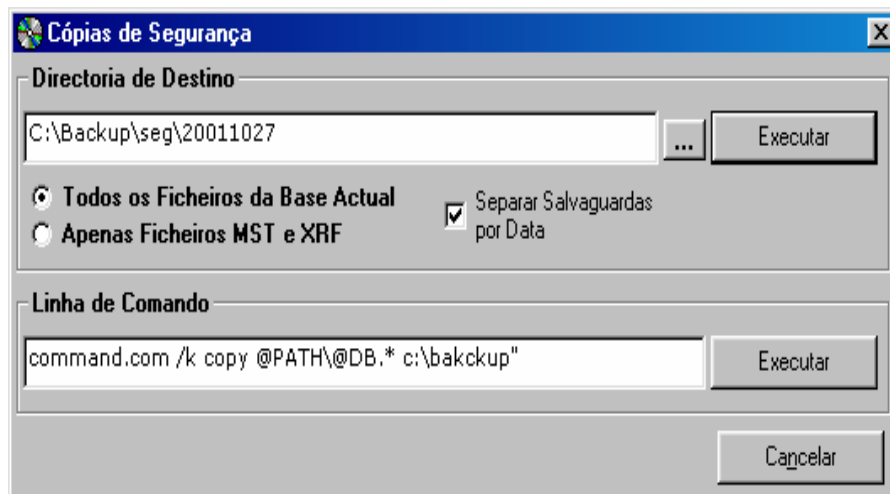 Cópias de Segurança
Directoria de Destino
C:\Backup\seg\20011027
...
Executar
Todos os Ficheiros da Base Actual
Apenas Ficheiros MST e XRF
Separar Salvaguardas
por Data
Linha de Comando
command.com /k copy @PATH\@DB.* c:\bakckup"
Executar
Cancelar